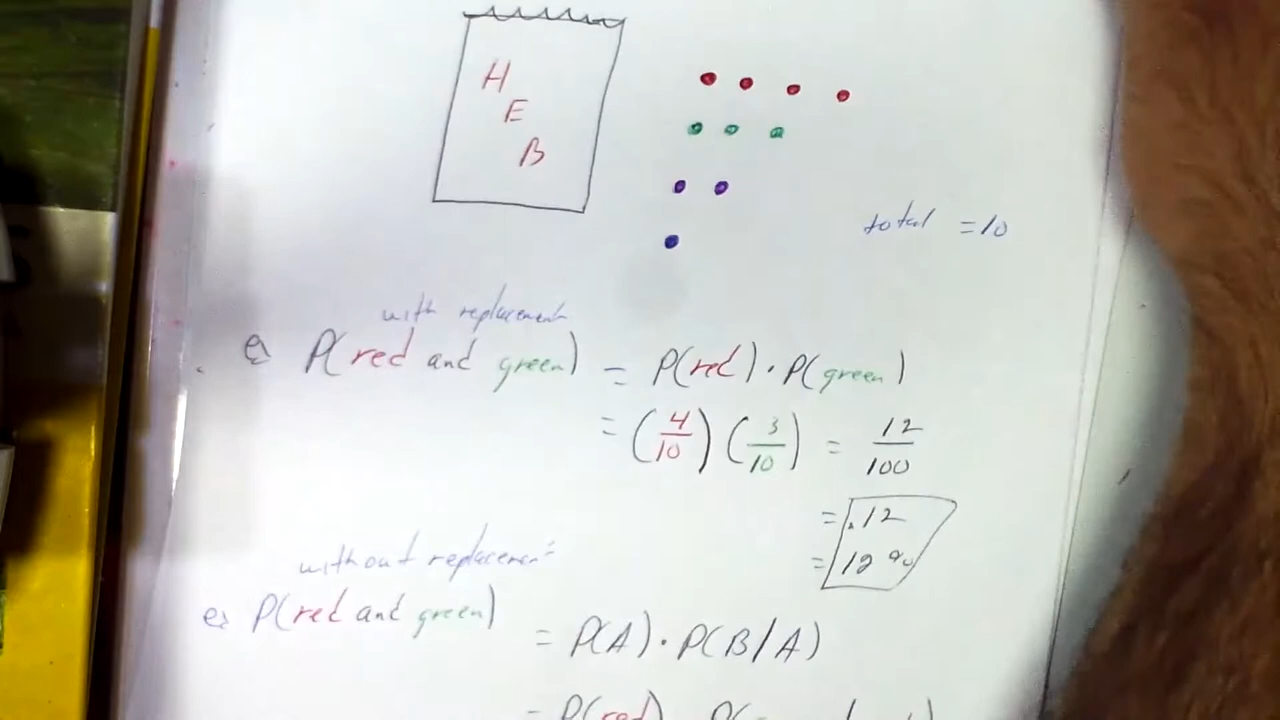 H
E
B
total = 10
with replacement
ex P(red and green) = P(red) · P(green)
= (4/10) (3/10) = 12/100
= .12
= 12%
without replacement
ex P(red and green) = P(A) · P(B/A)
= P(red)